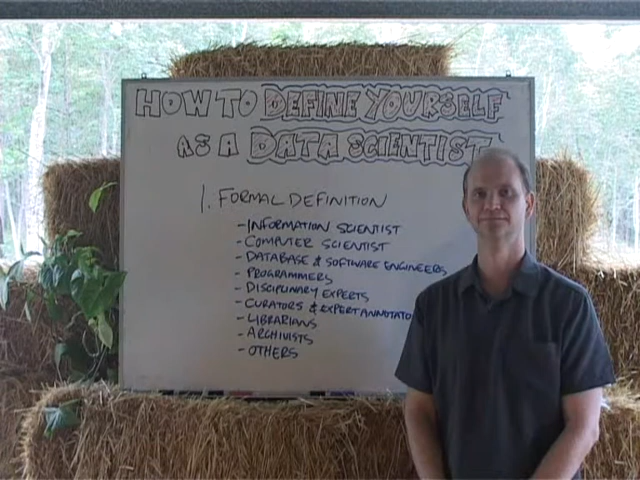 HOW TO DEFINE YOURSELF
AS A DATA SCIENTIST
1. FORMAL DEFINITION
- INFORMATION SCIENTIST
- COMPUTER SCIENTIST
- DATABASE & SOFTWARE ENGINEERS
- PROGRAMMERS
- DISCIPLINARY EXPERTS
- CURATORS & EXPERT ANNOTATO
- LIBRARIANS
- ARCHIVISTS
- OTHERS